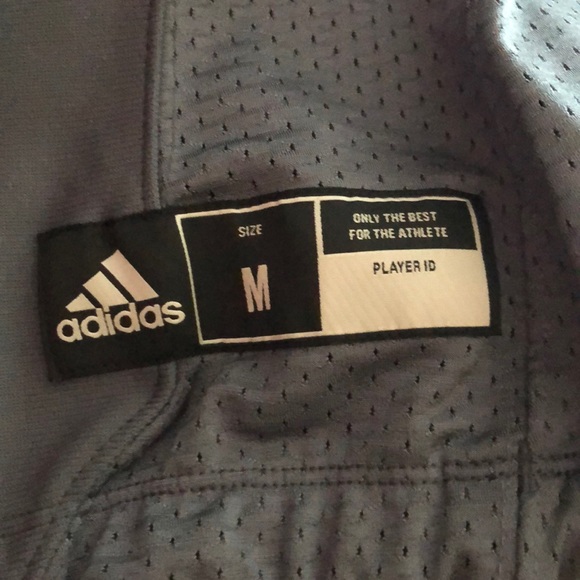 adidas
SIZE
M
ONLY THE BEST
FOR THE ATHLETE
PLAYER ID